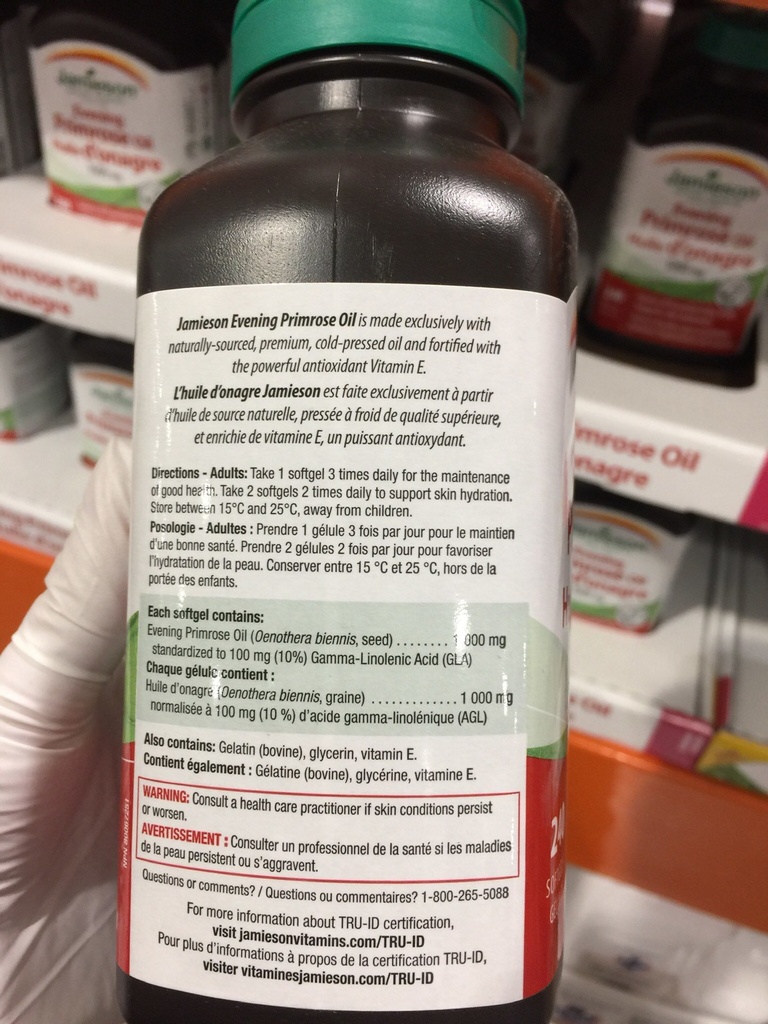 Jamieson
Evening
Primrose Oil
Huile d'onagre
Jamieson
Evening
Primrose Oil
Huile d'onagre
Primrose Oil
onagre
Jamieson Evening Primrose Oil is made exclusively with
naturally-sourced, premium, cold-pressed oil and fortified with
the powerful antioxidant Vitamin E.
L'huile d'onagre Jamieson est faite exclusivement à partir
d'huile de source naturelle, pressée à froid de qualité supérieure,
et enrichie de vitamine E, un puissant antioxydant.
Directions - Adults: Take 1 softgel 3 times daily for the maintenance
of good health. Take 2 softgels 2 times daily to support skin hydration.
Store between 15°C and 25°C, away from children.
Posologie - Adultes : Prendre 1 gélule 3 fois par jour pour le maintien
d'une bonne santé. Prendre 2 gélules 2 fois par jour pour favoriser
l'hydratation de la peau. Conserver entre 15 °C et 25 °C, hors de la
portée des enfants.
Each softgel contains:
Evening Primrose Oil (Oenothera biennis, seed) ........ 1 000 mg
standardized to 100 mg (10%) Gamma-Linolenic Acid (GLA)
Chaque gélule contient :
Huile d'onagre (Oenothera biennis, graine) ............. 1 000 mg
normalisée à 100 mg (10 %) d'acide gamma-linolénique (AGL)
Also contains: Gelatin (bovine), glycerin, vitamin E.
Contient également : Gélatine (bovine), glycérine, vitamine E.
WARNING: Consult a health care practitioner if skin conditions persist
or worsen.
AVERTISSEMENT : Consulter un professionnel de la santé si les maladies
de la peau persistent ou s'aggravent.
Questions or comments? / Questions ou commentaires? 1-800-265-5088
For more information about TRU-ID certification,
visit jamiesonvitamins.com/TRU-ID
Pour plus d'informations à propos de la certification TRU-ID,
visiter vitaminesjamieson.com/TRU-ID
imrose Oil
nagre